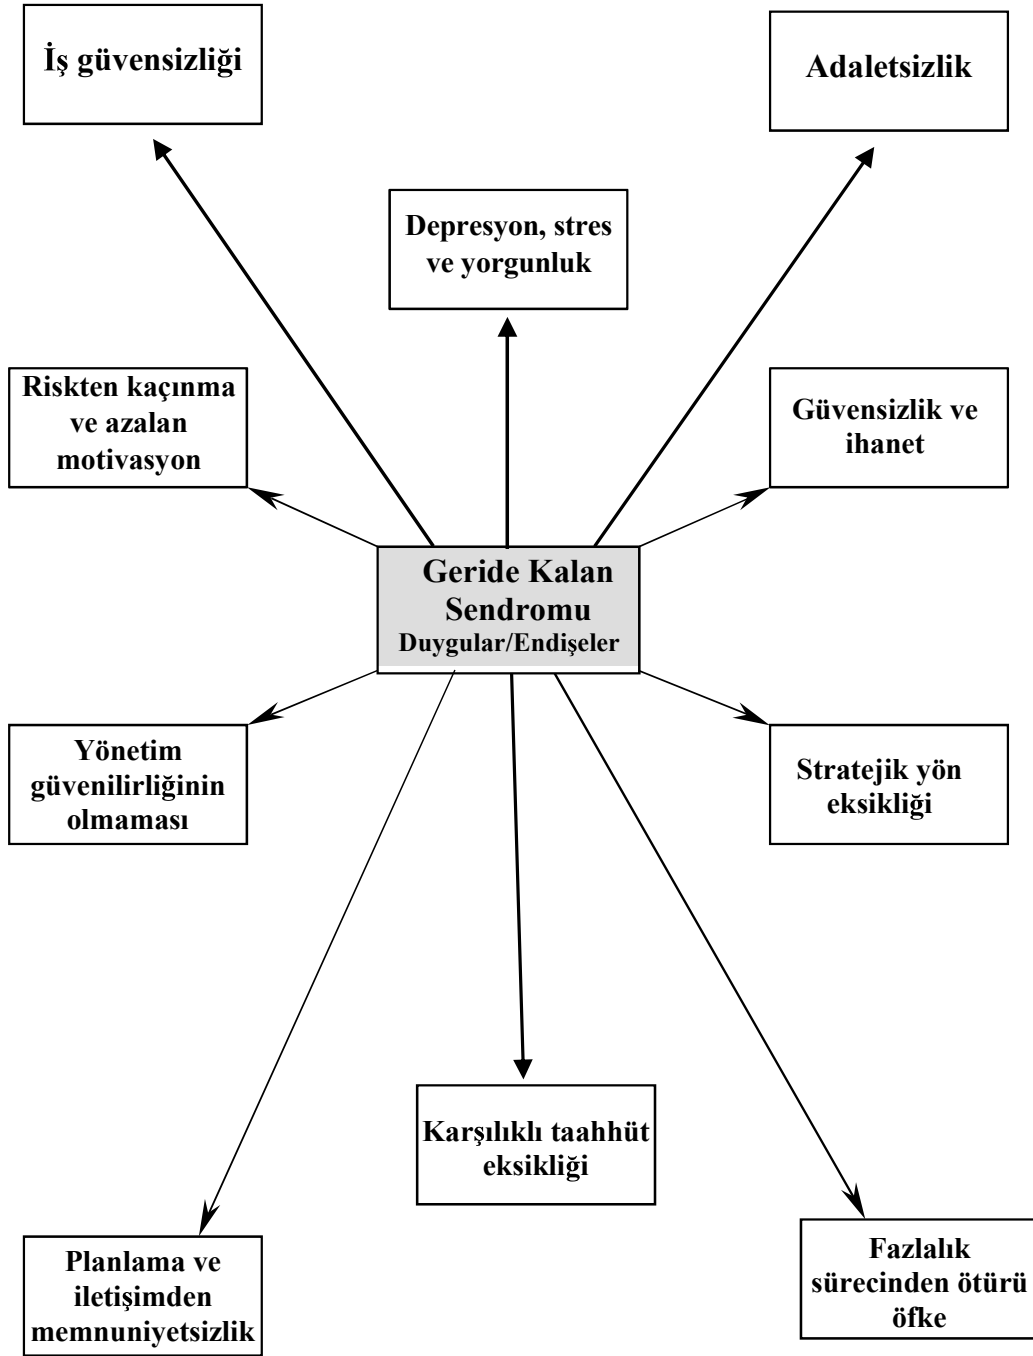 İş güvensizliği
Adaletsizlik
Depresyon, stres
ve yorgunluk
Riskten kaçınma
ve azalan
motivasyon
Güvensizlik ve
ihanet
Geride Kalan
Sendromu
Duygular/Endişeler
Yönetim
güvenilirliğinin
olmaması
Stratejik yön
eksikliği
Karşılıklı taahhüt
eksikliği
Planlama ve
iletişimden
memnuniyetsizlik
Fazlalık
sürecinden ötürü
öfke